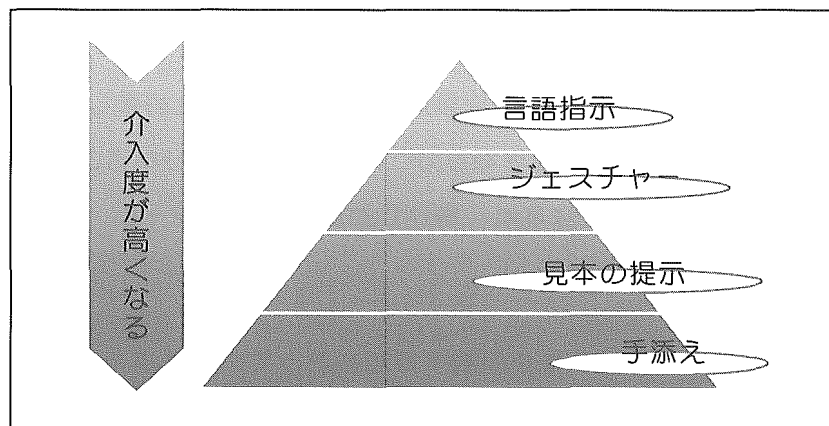 介入度が高くなる
言語指示
ジェスチャー
見本の提示
手添え